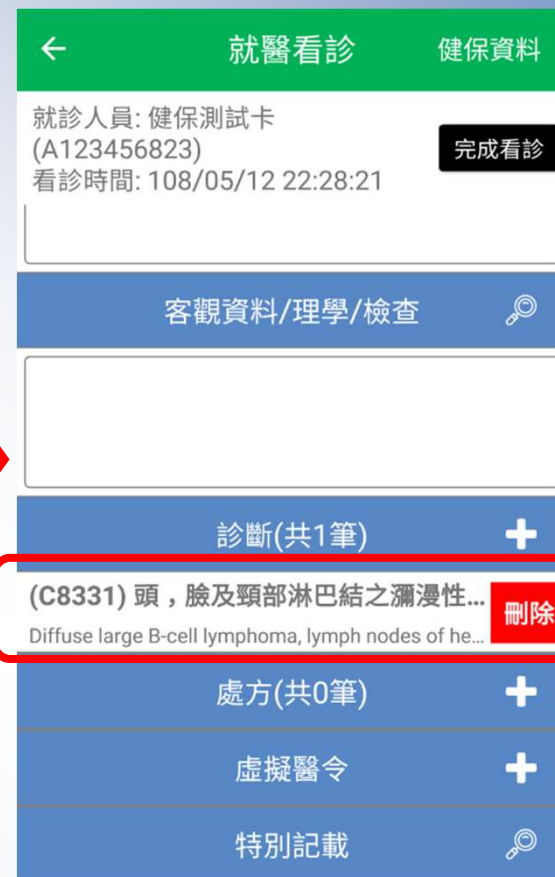 就醫看診
健保資料
就診人員: 健保測試卡
(A123456823)
看診時間: 108/05/12 22:28:21
完成看診
客觀資料/理學/檢查
診斷(共1筆)
(C8331) 頭，臉及頸部淋巴結之瀰漫性...
Diffuse large B-cell lymphoma, lymph nodes of he...
刪除
處方(共0筆)
虛擬醫令
特別記載